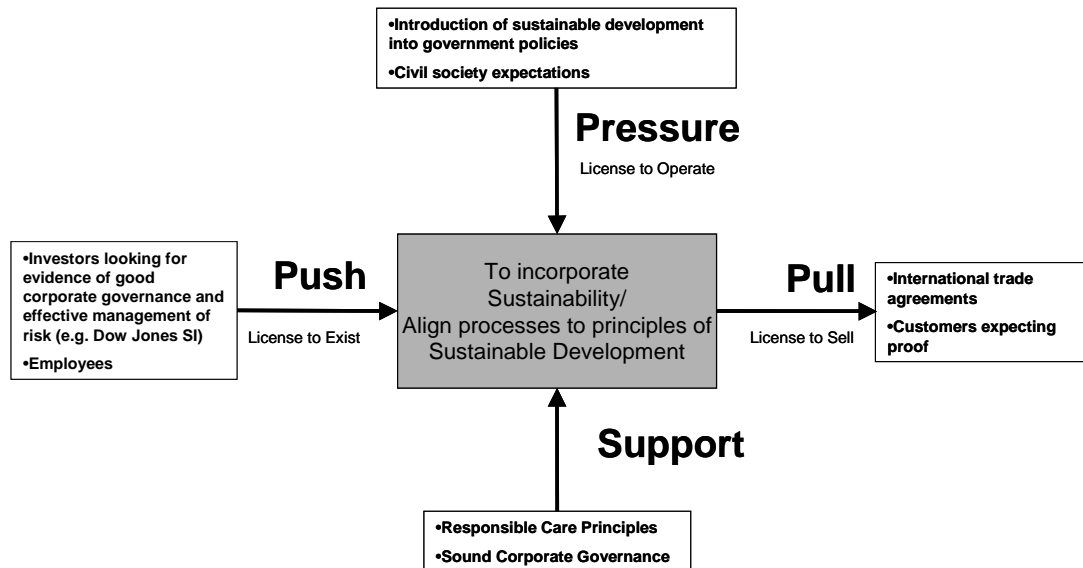 •Introduction of sustainable development
into government policies
•Civil society expectations
Pressure
License to Operate
•Investors looking for
evidence of good
corporate governance and
effective management of
risk (e.g. Dow Jones SI)
•Employees
Push
License to Exist
To incorporate
Sustainability/
Align processes to principles of
Sustainable Development
Pull
License to Sell
•International trade
agreements
•Customers expecting
proof
Support
•Responsible Care Principles
•Sound Corporate Governance